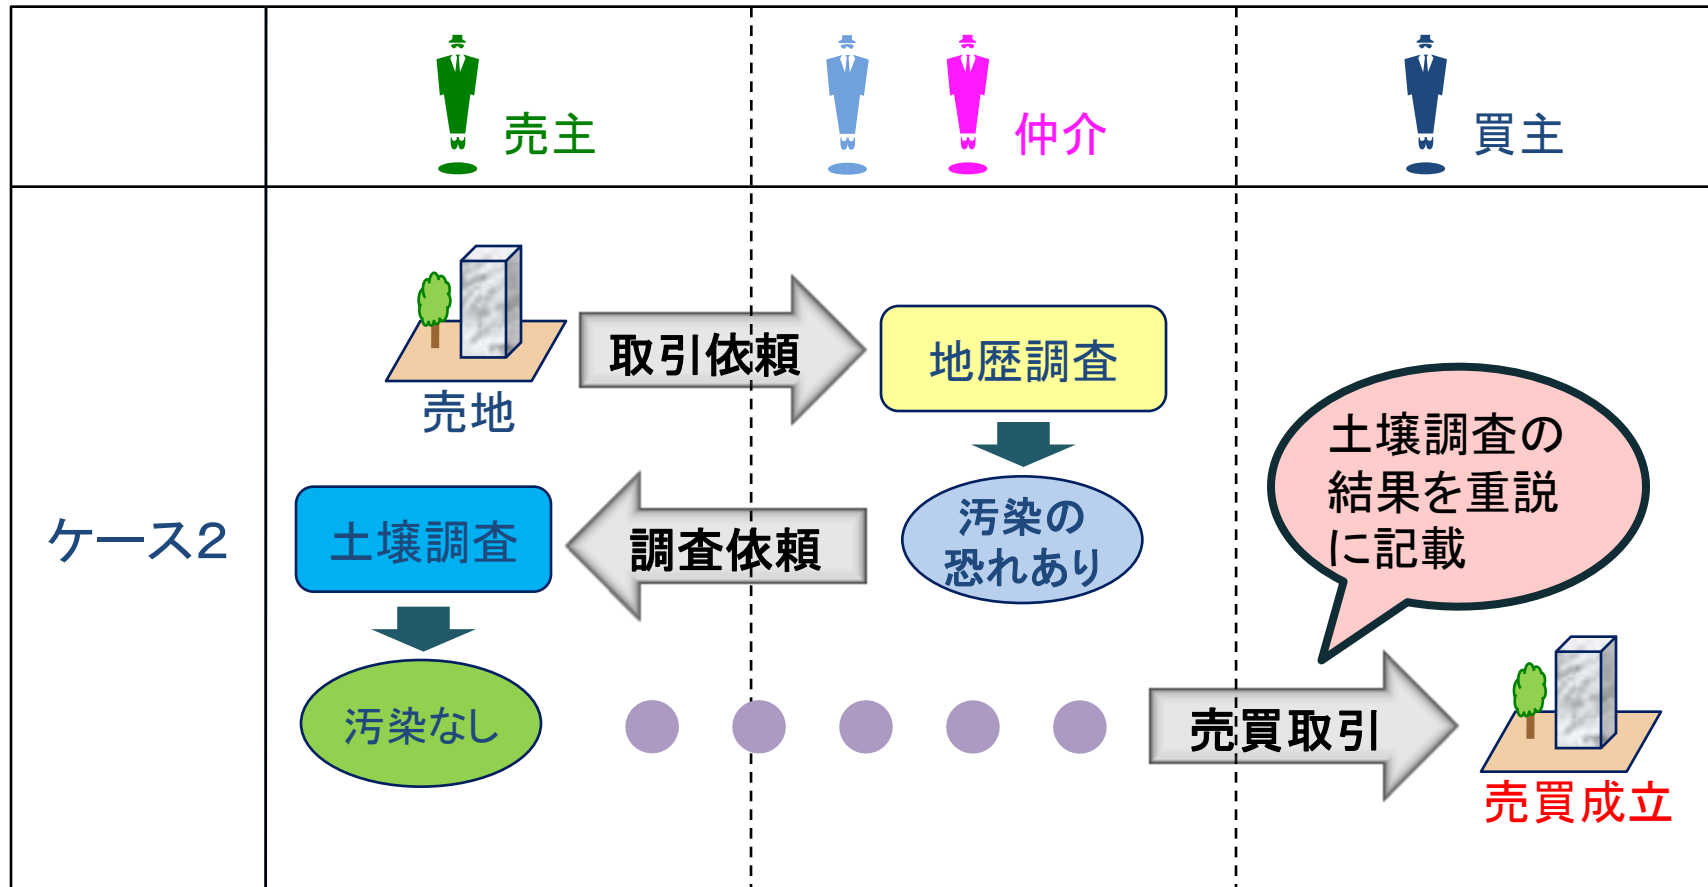 売主
仲介
買主
ケース2
売地
取引依頼
地歴調査
汚染の
恐れあり
調査依頼
土壌調査
汚染なし
土壌調査の
結果を重説
に記載
売買取引
売買成立